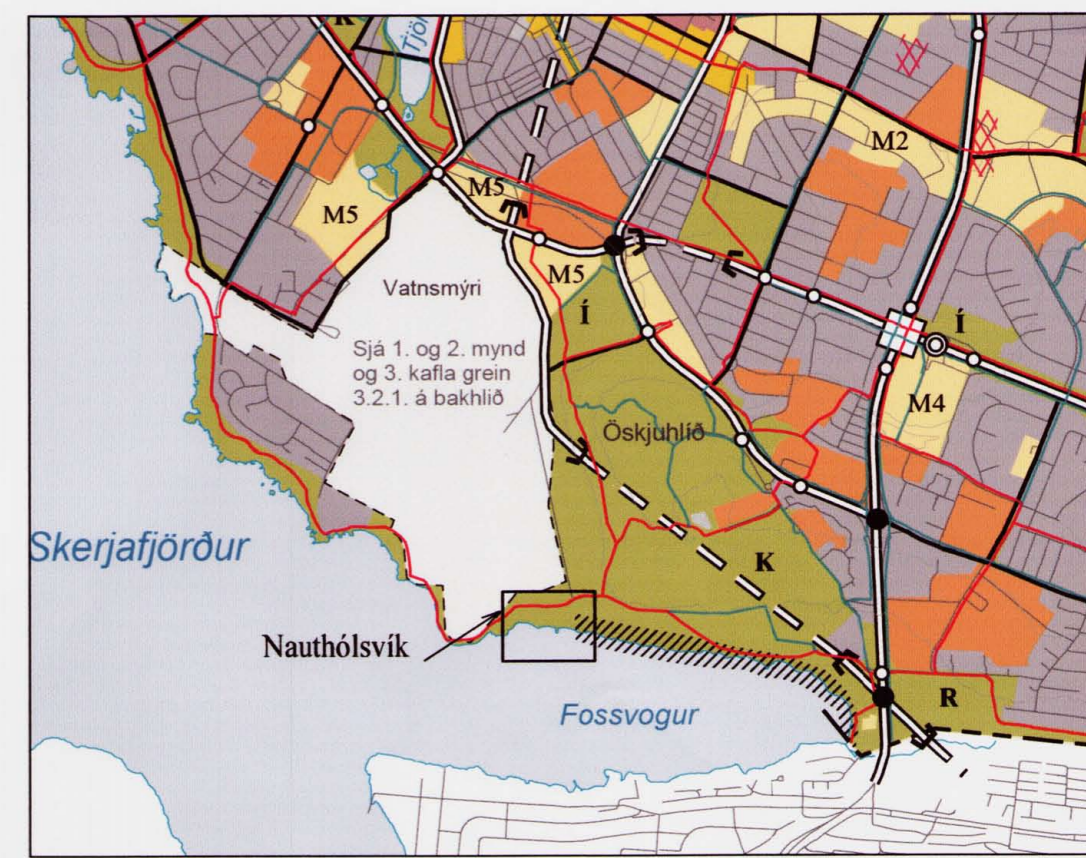 K
Tjör
M2
M5
M5
M5
Í
Í
Vatnsmýri
Sjá 1. og 2. mynd
og 3. kafla grein
3.2.1. á bakhlið
M4
Öskjuhlíð
Skerjafjörður
K
Nauthólsvík
R
Fossvogur